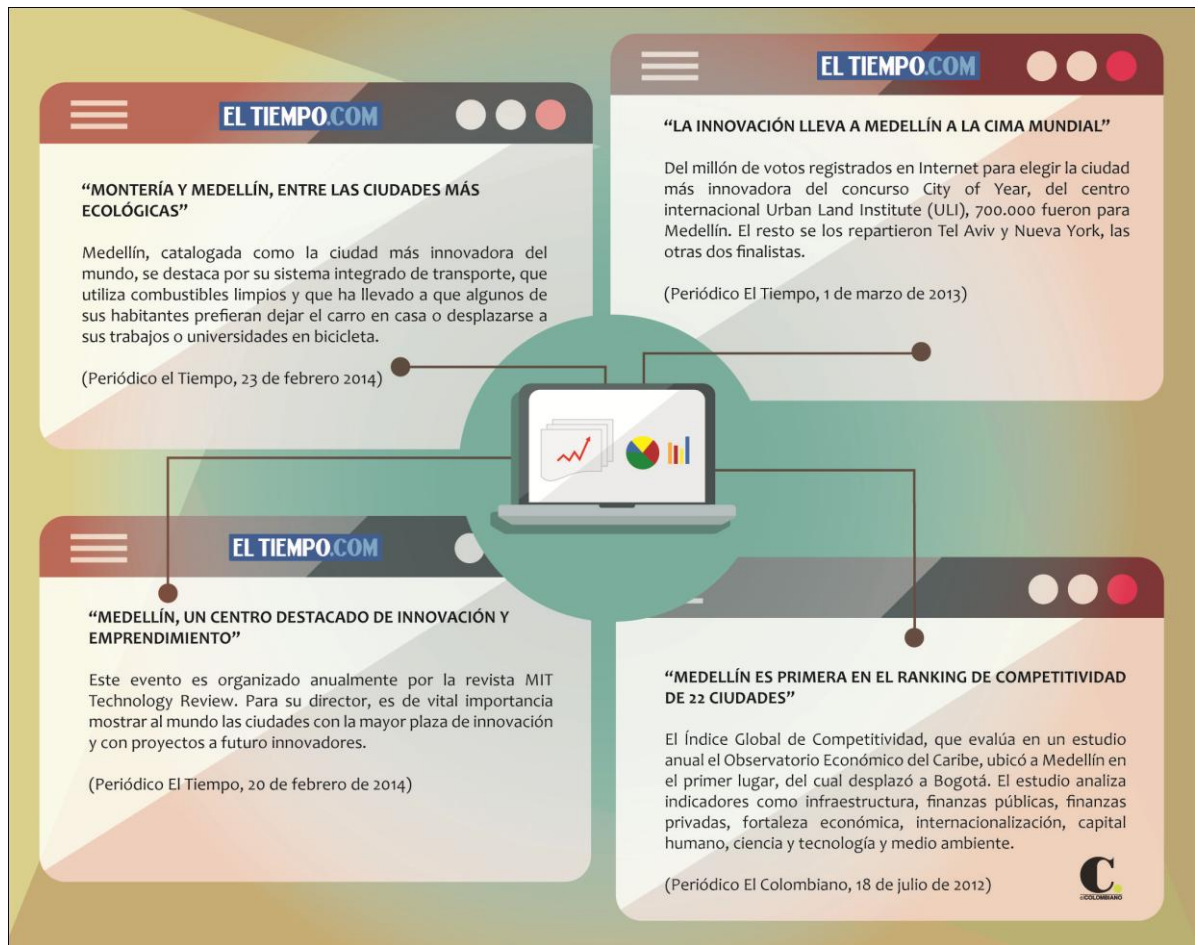 EL TIEMPO.COM
“MONTERÍA Y MEDELLÍN, ENTRE LAS CIUDADES MÁS
ECOLÓGICAS”
Medellín, catalogada como la ciudad más innovadora del
mundo, se destaca por su sistema integrado de transporte, que
utiliza combustibles limpios y que ha llevado a que algunos de
sus habitantes prefieran dejar el carro en casa o desplazarse a
sus trabajos o universidades en bicicleta.
(Periódico el Tiempo, 23 de febrero 2014)
EL TIEMPO.COM
“LA INNOVACIÓN LLEVA A MEDELLÍN A LA CIMA MUNDIAL”
Del millón de votos registrados en Internet para elegir la ciudad
más innovadora del concurso City of Year, del centro
internacional Urban Land Institute (ULI), 700.000 fueron para
Medellín. El resto se los repartieron Tel Aviv y Nueva York, las
otras dos finalistas.
(Periódico El Tiempo, 1 de marzo de 2013)
EL TIEMPO.COM
“MEDELLÍN, UN CENTRO DESTACADO DE INNOVACIÓN Y
EMPRENDIMIENTO”
Este evento es organizado anualmente por la revista MIT
Technology Review. Para su director, es de vital importancia
mostrar al mundo las ciudades con la mayor plaza de innovación
y con proyectos a futuro innovadores.
(Periódico El Tiempo, 20 de febrero de 2014)
“MEDELLÍN ES PRIMERA EN EL RANKING DE COMPETITIVIDAD
DE 22 CIUDADES”
El Índice Global de Competitividad, que evalúa en un estudio
anual el Observatorio Económico del Caribe, ubicó a Medellín en
el primer lugar, del cual desplazó a Bogotá. El estudio analiza
indicadores como infraestructura, finanzas públicas, finanzas
privadas, fortaleza económica, internacionalización, capital
humano, ciencia y tecnología y medio ambiente.
(Periódico El Colombiano, 18 de julio de 2012)
C.
elCOLOMBIANO